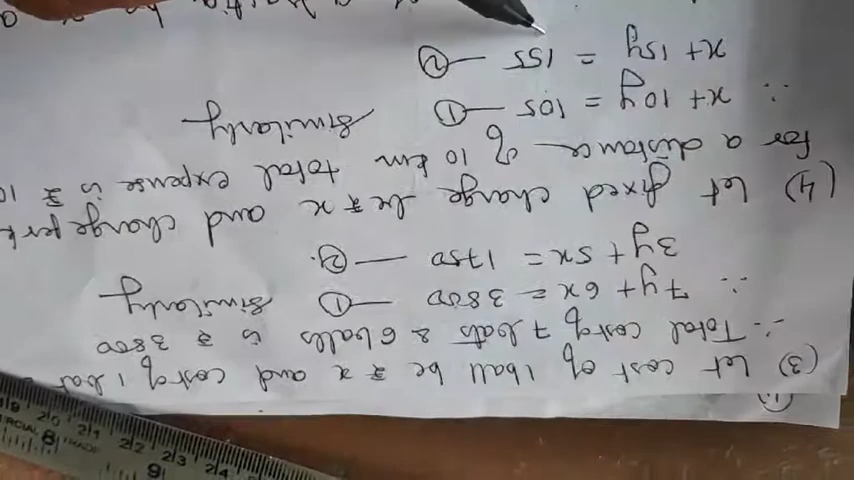 (3) Let cost of 1 ball be ₹ x and cost of 1 bat
∴ Total cost of 7 bats & 6 balls is ₹ 3800
∴ 7y + 6x = 3800 — ① Similarly
3y + 5x = 1750 — ②.
(4) Let fixed charge be ₹ x and charge per k
for a distance of 10 km total expense is ₹ 10
∴ x + 10y = 105 — ① Similarly
x + 15y = 155 — ②